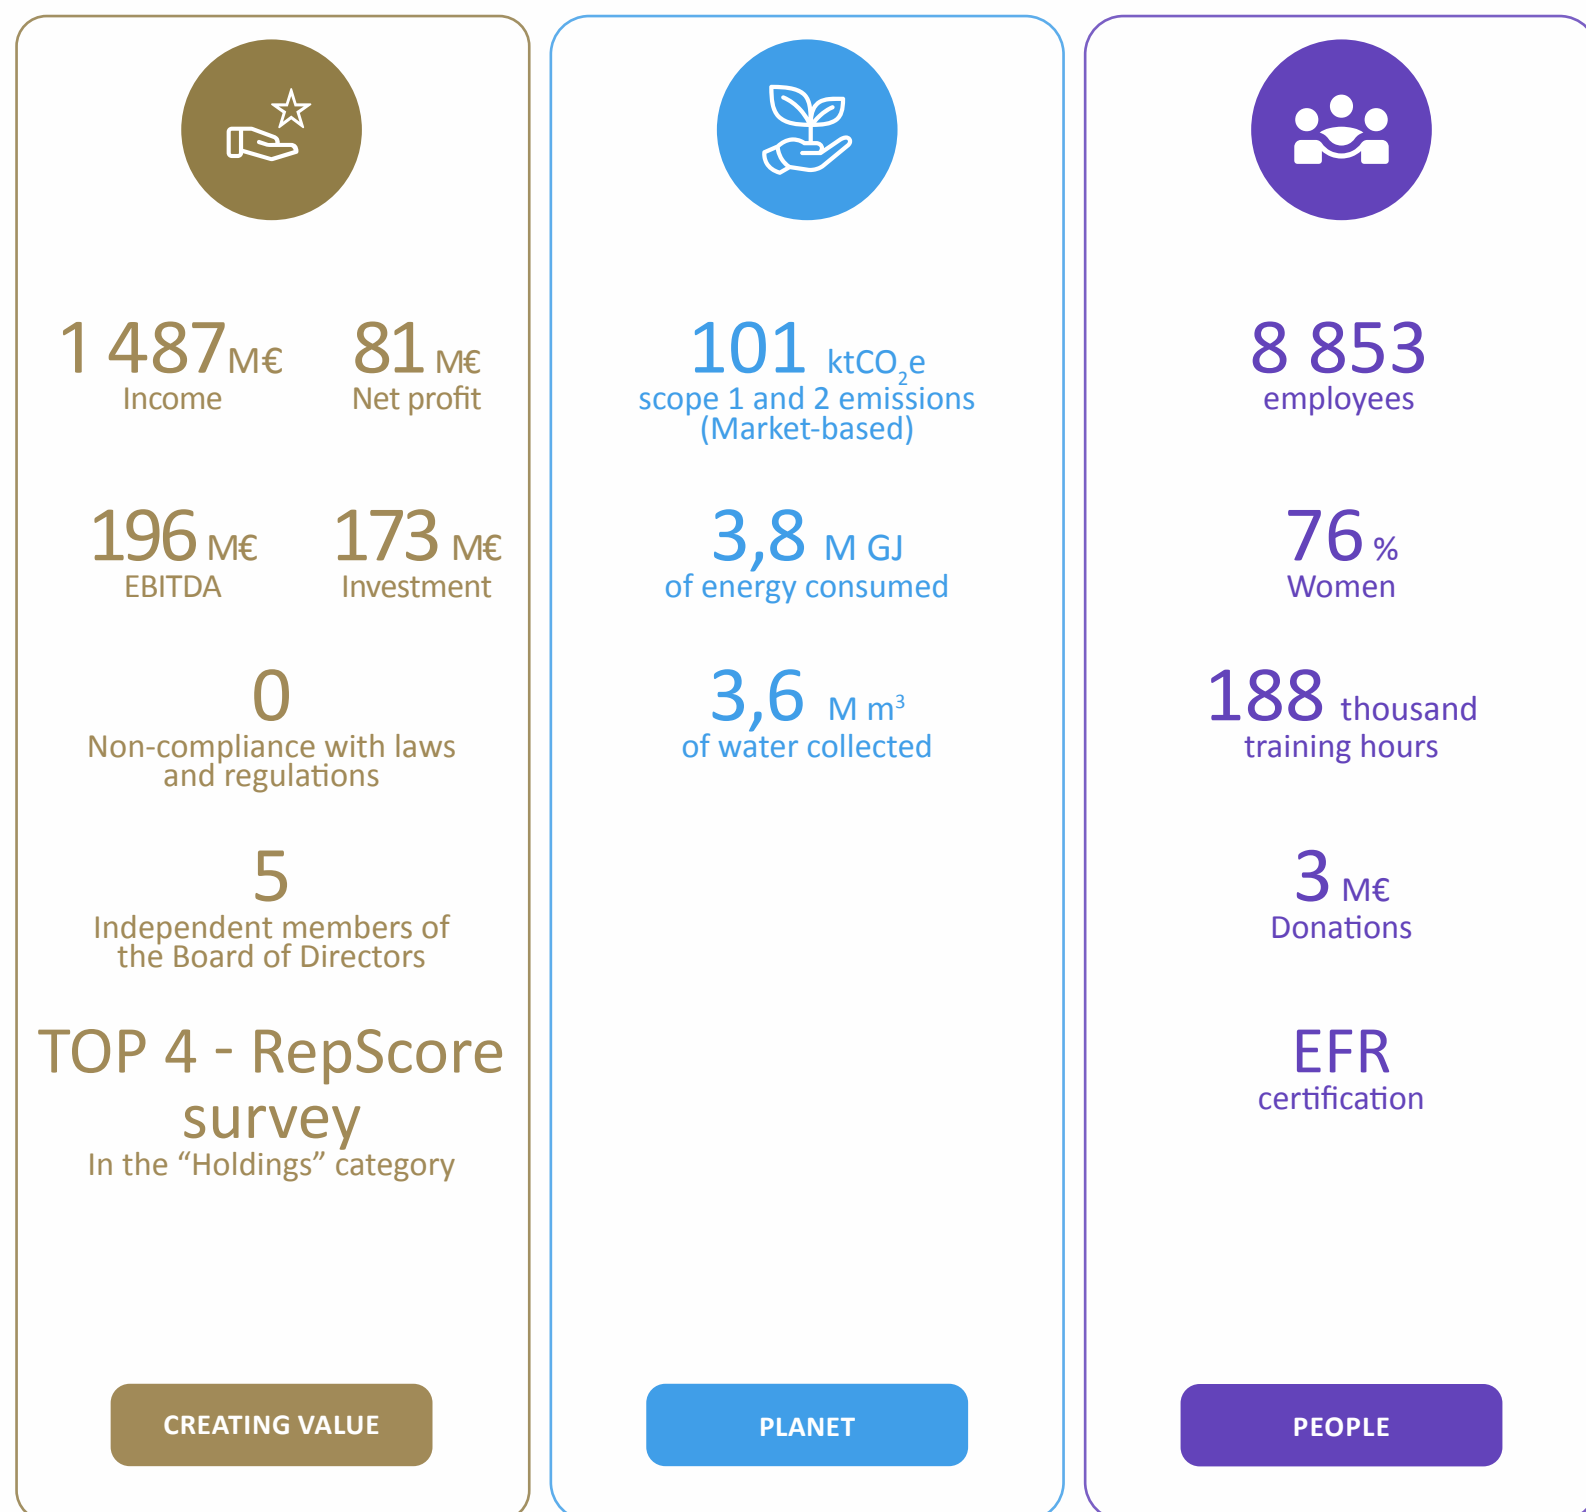 1 487 M€
Income
81 M€
Net profit
196 M€
EBITDA
173 M€
Investment
0
Non-compliance with laws
and regulations
5
Independent members of
the Board of Directors
TOP 4 - RepScore
survey
In the “Holdings” category
CREATING VALUE
101 ktCO₂e
scope 1 and 2 emissions
(Market-based)
3,8 M GJ
of energy consumed
3,6 M m³
of water collected
PLANET
8 853
employees
76 %
Women
188 thousand
training hours
3 M€
Donations
EFR
certification
PEOPLE